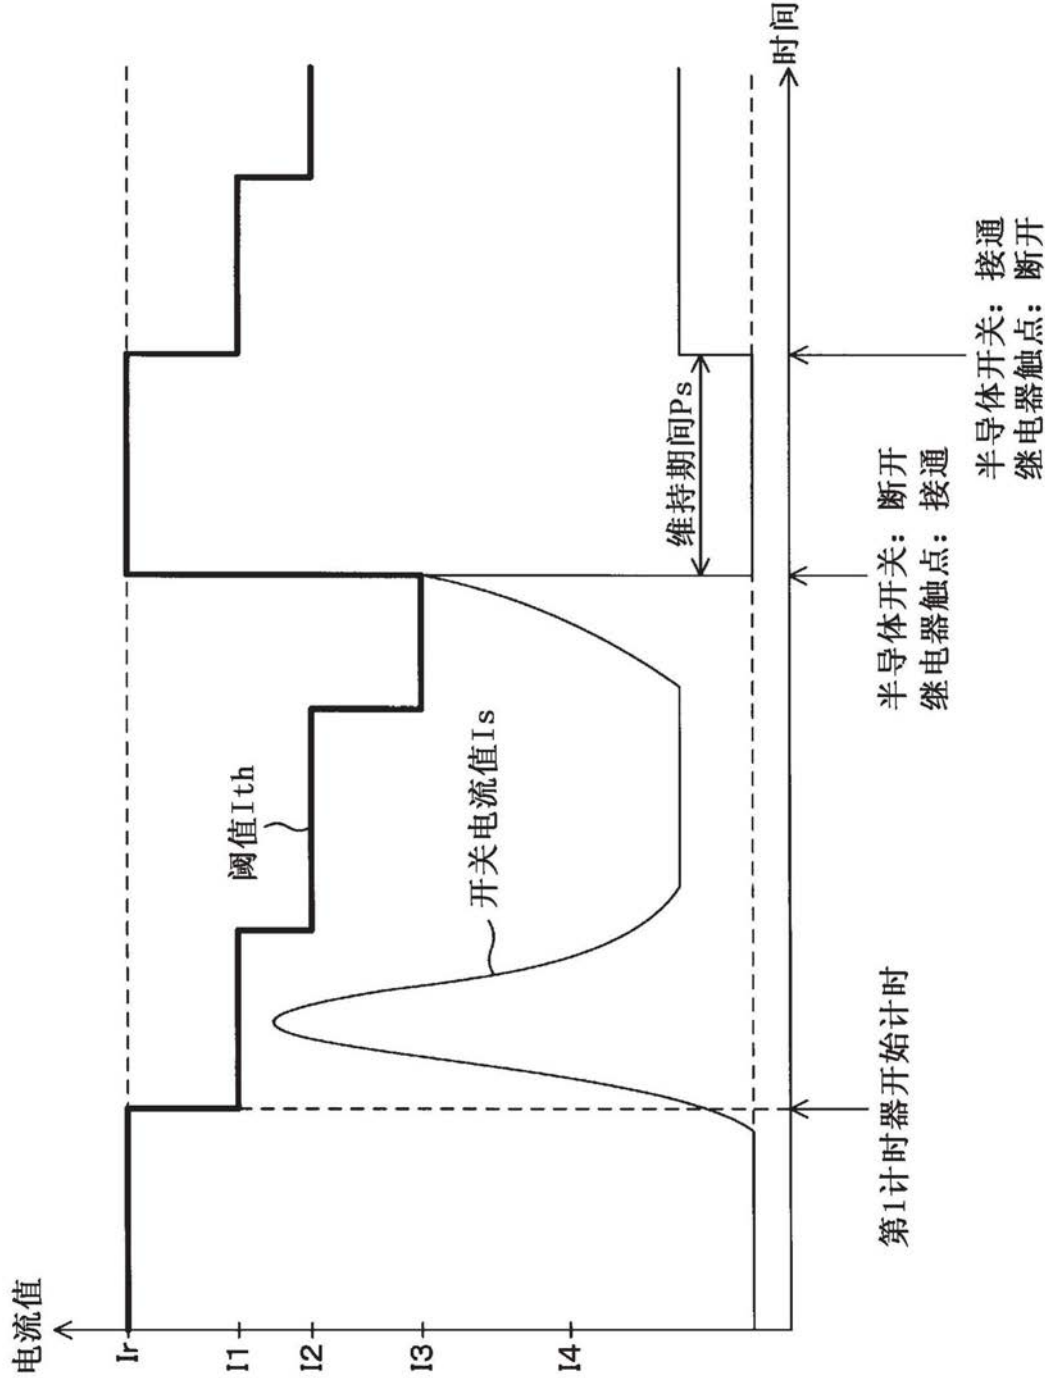 电流值
Ir
I1
I2
I3
I4
阈值Ith
开关电流值Is
维持期间Ps
时间
第1计时器开始计时
半导体开关：断开
继电器触点：接通
半导体开关：接通
继电器触点：断开